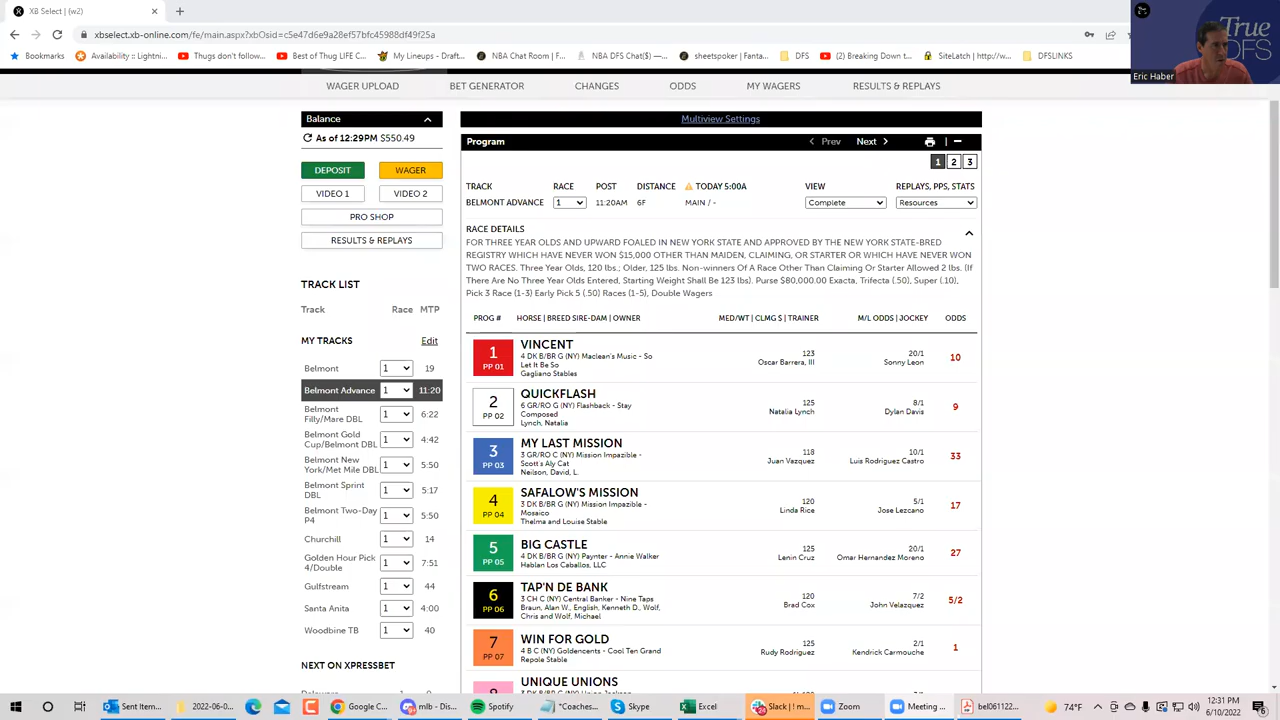 XB Select | (w2)
xbselect.xb-online.com/fe/main.aspx?xbOsid=c5e47d6e9a28ef57bfc45988df49f25a
Bookmarks
Availability :: Lightni...
Thugs don't forgot...
Best of Thug LIFE C...
My Lineups - Draft...
NBA Chat Room | F...
NBA DFS Chat($) —...
sheetspoker | Fanta...
DFS
(2) Breaking Down t...
SiteLatch | http://w...
DFSLINKS
True
DFS
Eric Haber
WAGER UPLOAD
BET GENERATOR
CHANGES
ODDS
MY WAGERS
RESULTS & REPLAYS
Balance
As of 12:29PM $550.49
DEPOSIT
WAGER
VIDEO 1
VIDEO 2
PRO SHOP
RESULTS & REPLAYS
TRACK LIST
Track Race MTP
MY TRACKS Edit
Belmont 1 19
Belmont Advance 1 11:20
Belmont
Filly/Mare DBL 1 6:22
Belmont Gold
Cup/Belmont DBL 1 4:42
Belmont New
York/Met Mile DBL 1 5:50
Belmont Sprint
DBL 1 5:17
Belmont Two-Day
P4 1 5:50
Churchill 1 14
Golden Hour Pick
4/Double 1 7:51
Gulfstream 1 44
Santa Anita 1 4:00
Woodbine TB 1 40
NEXT ON XPRESSBET
Multiview Settings
Program Prev Next
1 2 3
TRACK RACE POST DISTANCE TODAY 5:00A VIEW REPLAYS, PPS, STATS
BELMONT ADVANCE 1 11:20AM 6F MAIN / - Complete Resources
RACE DETAILS
FOR THREE YEAR OLDS AND UPWARD FOALED IN NEW YORK STATE AND APPROVED BY THE NEW YORK STATE-BRED
REGISTRY WHICH HAVE NEVER WON $15,000 OTHER THAN MAIDEN, CLAIMING, OR STARTER OR WHICH HAVE NEVER WON
TWO RACES. Three Year Olds, 120 lbs.; Older, 125 lbs. Non-winners Of A Race Other Than Claiming Or Starter Allowed 2 lbs. (If
There Are No Three Year Olds Entered, Starting Weight Shall Be 123 lbs). Purse $80,000.00 Exacta, Trifecta (.50), Super (.10),
Pick 3 Race (1-3) Early Pick 5 (.50) Races (1-5), Double Wagers
PROG # HORSE | BREED SIRE-DAM | OWNER MED/WT | CLMG $ | TRAINER M/L ODDS | JOCKEY ODDS
1
PP 01
VINCENT
4 DK B/BR G (NY) Maclean's Music - So
Let It Be So
Gagliano Stables
123
Oscar Barrera, III
20/1
Sonny Leon
10
2
PP 02
QUICKFLASH
6 GR/RO G (NY) Flashback - Stay
Composed
Lynch, Natalia
125
Natalia Lynch
8/1
Dylan Davis
9
3
PP 03
MY LAST MISSION
3 GR/RO C (NY) Mission Impazible -
Scott's Aly Cat
Neilson, David, L.
118
Juan Vazquez
10/1
Luis Rodriguez Castro
33
4
PP 04
SAFALOW'S MISSION
3 DK B/BR G (NY) Mission Impazible -
Mosaico
Thelma and Louise Stable
120
Linda Rice
5/1
Jose Lezcano
17
5
PP 05
BIG CASTLE
4 DK B/BR G (NY) Paynter - Annie Walker
Hablan Los Caballos, LLC
125
Lenin Cruz
20/1
Omar Hernandez Moreno
27
6
PP 06
TAP'N DE BANK
3 CH C (NY) Central Banker - Nine Taps
Braun, Alan W., English, Kenneth D., Wolf,
Chris and Wolf, Michael
120
Brad Cox
7/2
John Velazquez
5/2
7
PP 07
WIN FOR GOLD
4 B C (NY) Goldencents - Cool Ten Grand
Repole Stable
125
Rudy Rodriguez
2/1
Kendrick Carmouche
1
UNIQUE UNIONS
Sent Item...
2022-06-0...
Google C...
mlb - Dis...
Spotify
*Coaches...
Skype
Excel
Slack | ! m...
Zoom
Meeting ...
bel061122...
74°F
12:31 PM
6/10/2022